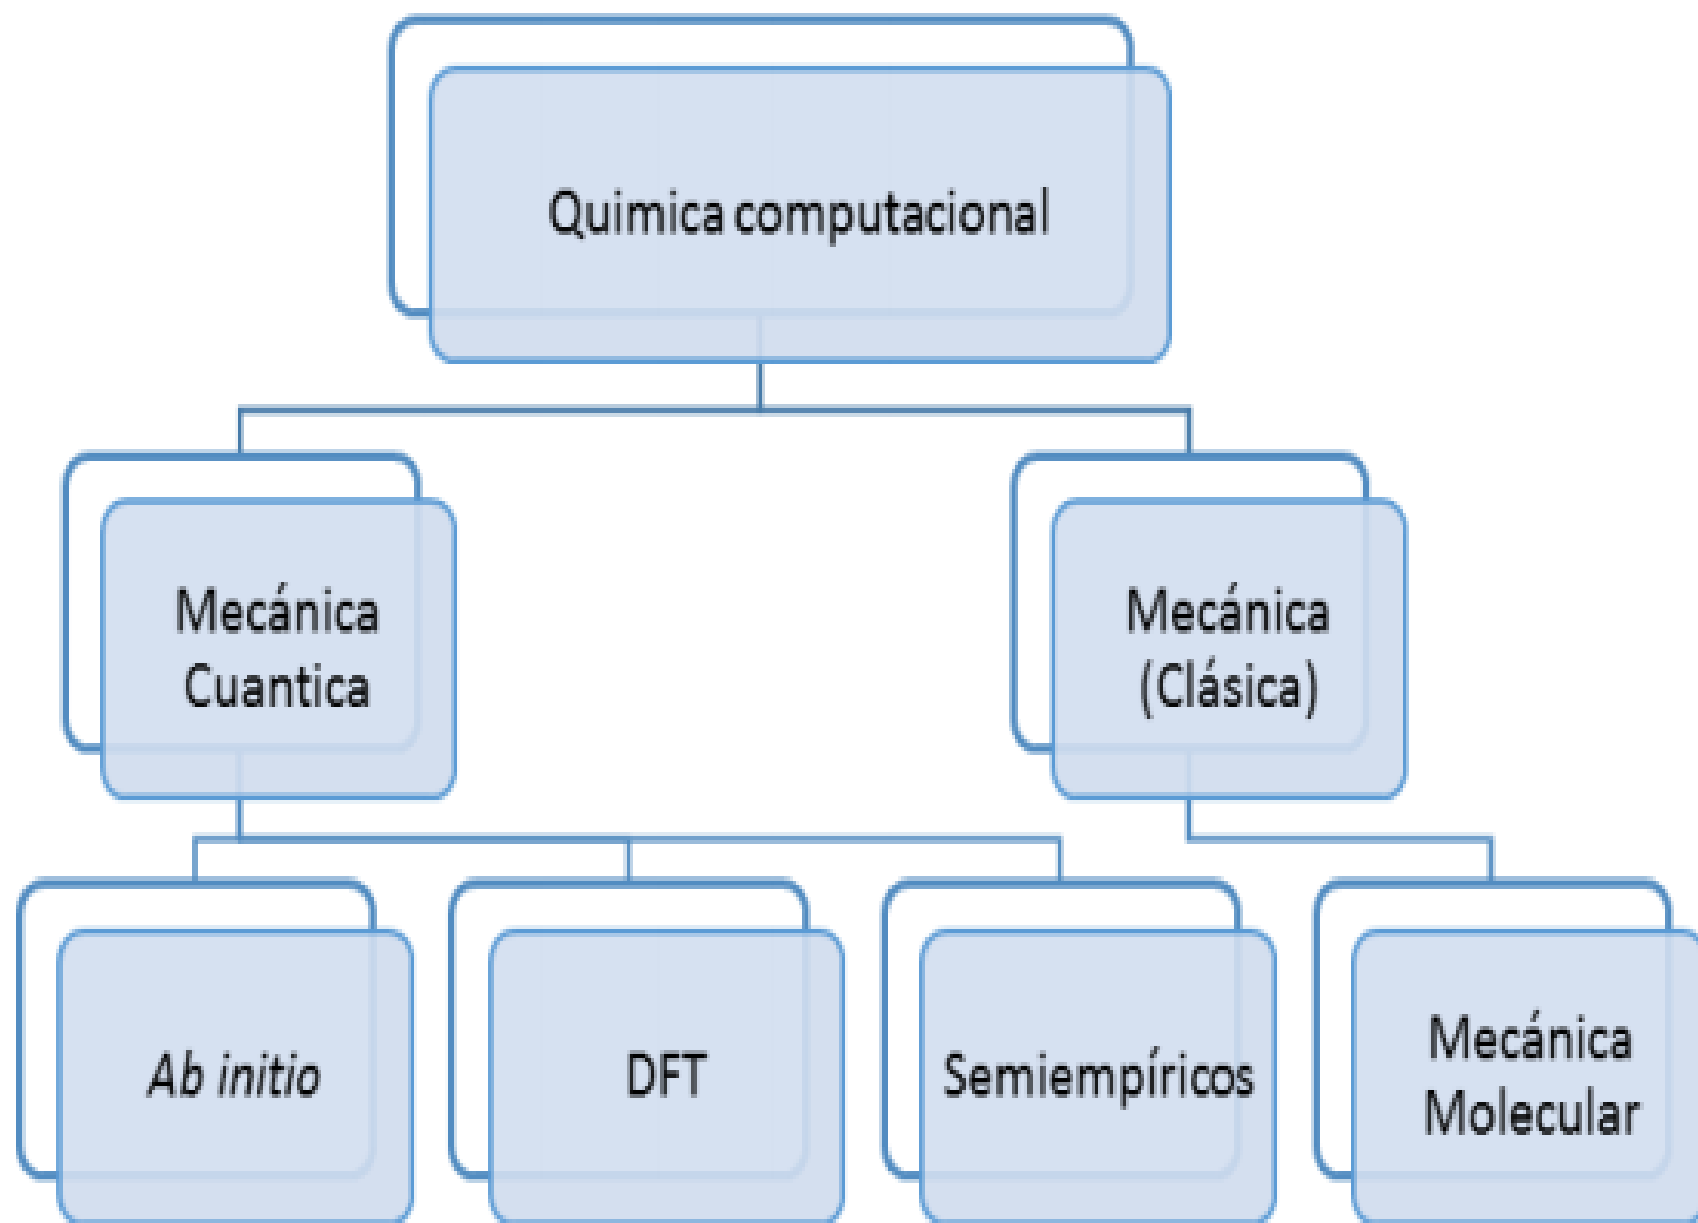 Quimica computacional
Mecánica
Cuantica
Mecánica
(Clásica)
Ab initio
DFT
Semiempíricos
Mecánica
Molecular